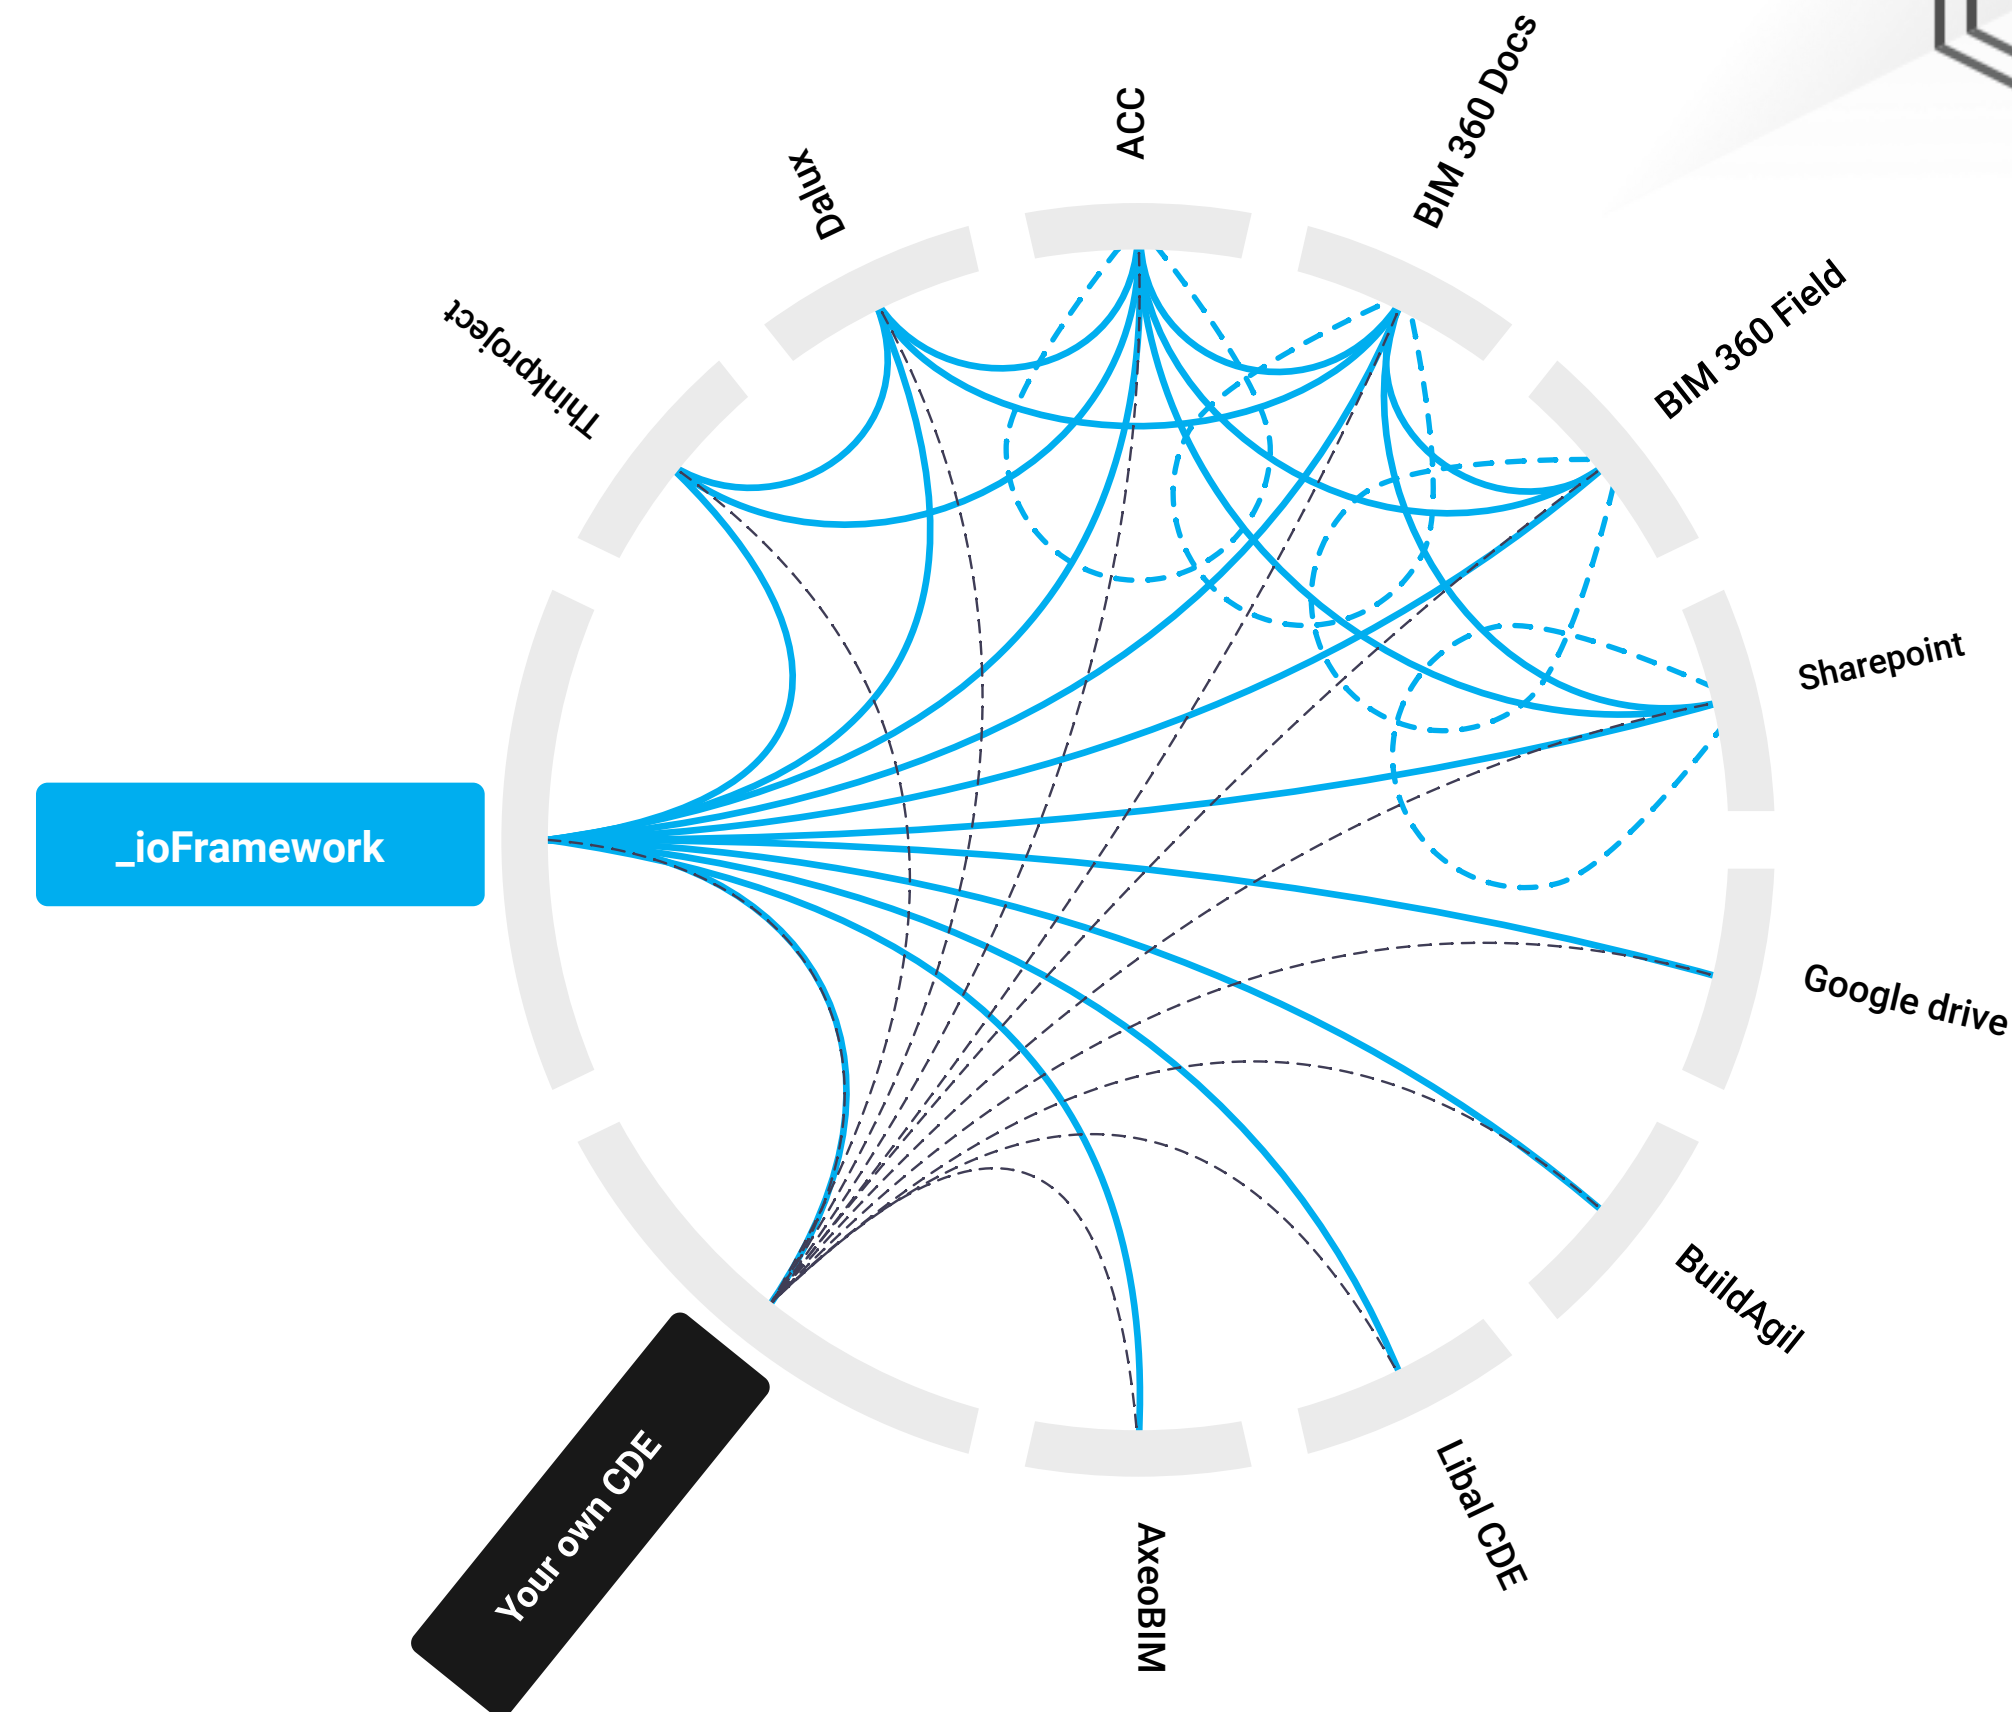 ACC
BIM 360 Docs
Dalux
BIM 360 Field
Thinkproject
Sharepoint
_ioFramework
Google drive
BuildAgil
Your own CDE
Libal CDE
AxeoBIM